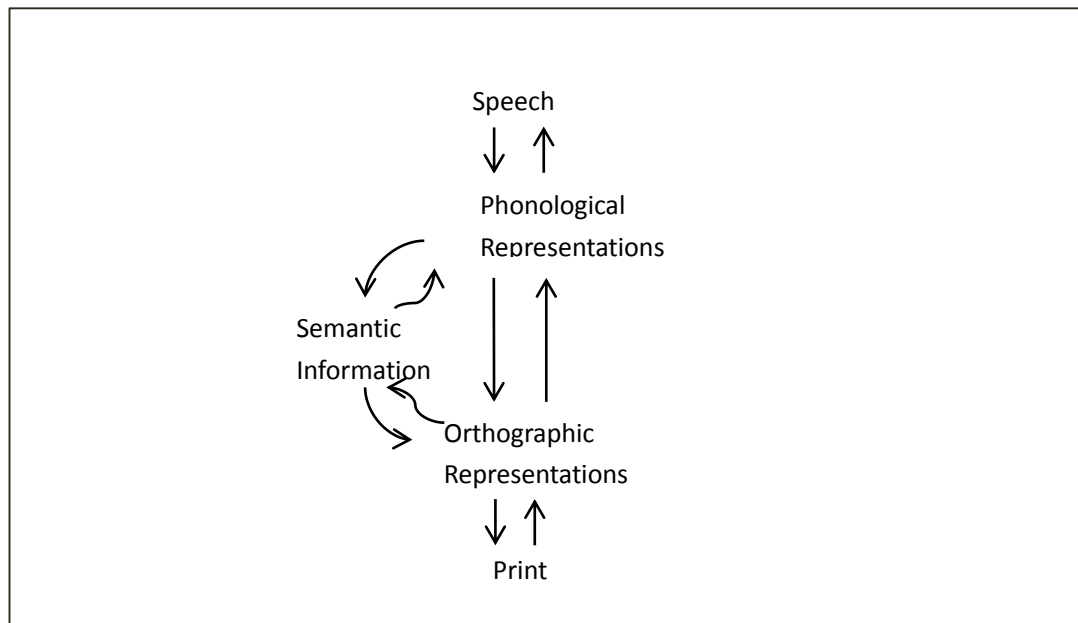 Speech
Phonological
Representations
Semantic
Information
Orthographic
Representations
Print